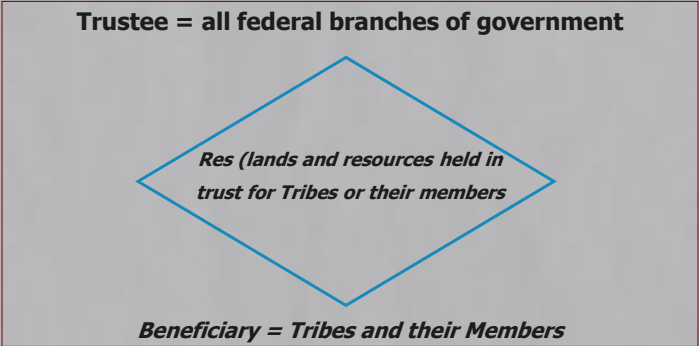 Trustee = all federal branches of government
Res (lands and resources held in
trust for Tribes or their members
Beneficiary = Tribes and their Members